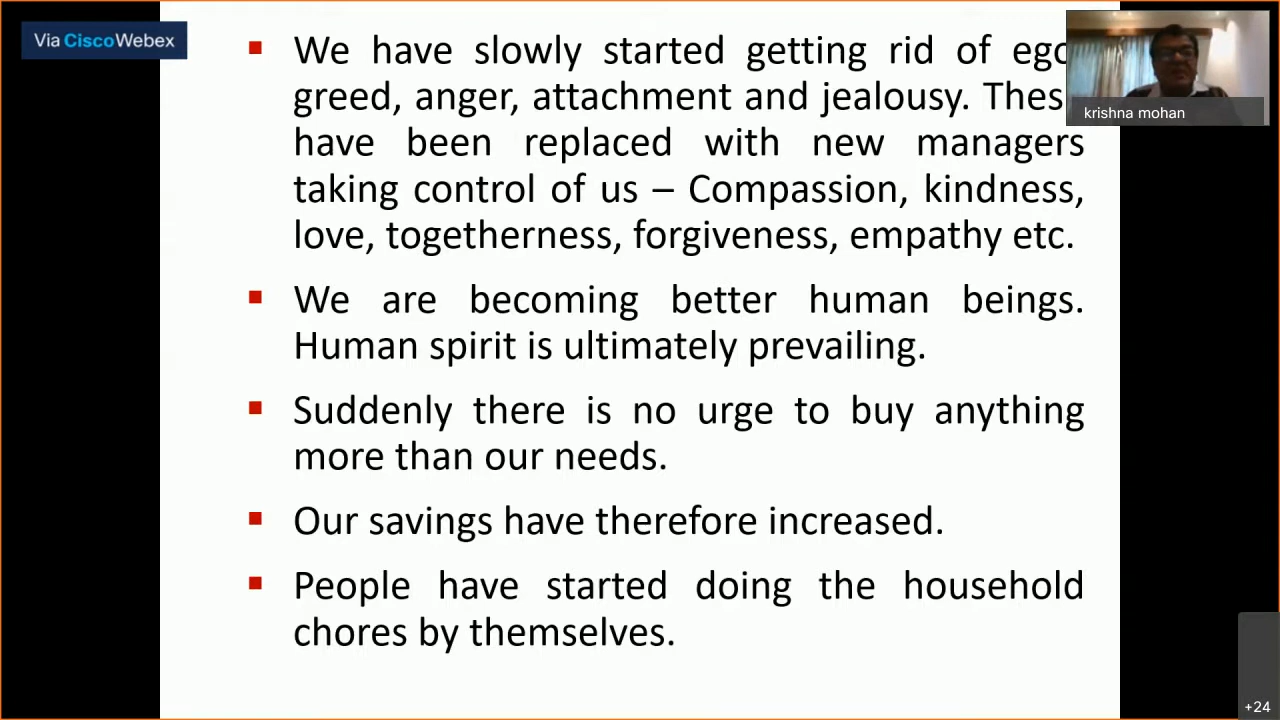 Via CiscoWebex
We have slowly started getting rid of ego
greed, anger, attachment and jealousy. Thes
have been replaced with new managers
taking control of us – Compassion, kindness,
love, togetherness, forgiveness, empathy etc.
We are becoming better human beings.
Human spirit is ultimately prevailing.
Suddenly there is no urge to buy anything
more than our needs.
Our savings have therefore increased.
People have started doing the household
chores by themselves.
krishna mohan
+24